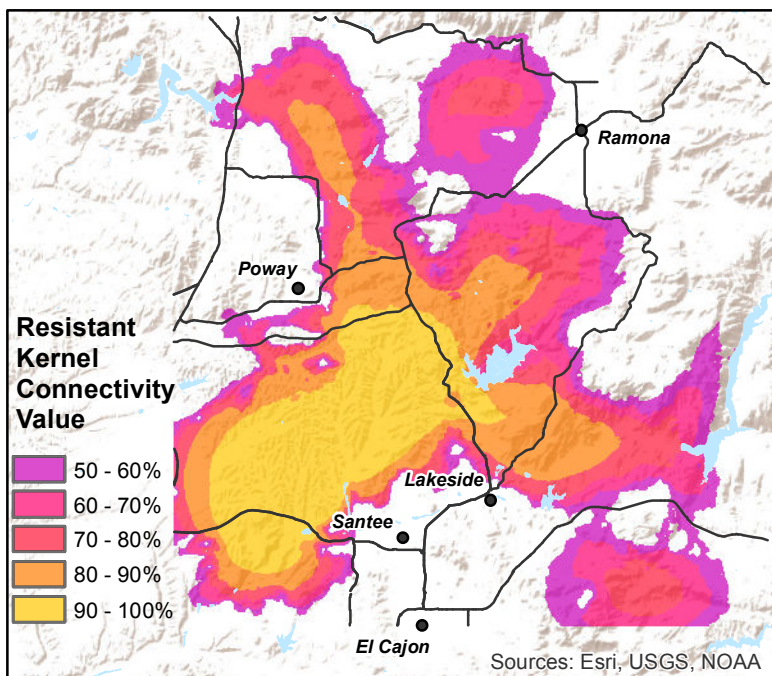 Ramona
Poway
Resistant
Kernel
Connectivity
Value
50 - 60%
60 - 70%
70 - 80%
80 - 90%
90 - 100%
Lakeside
Santee
El Cajon
Sources: Esri, USGS, NOAA